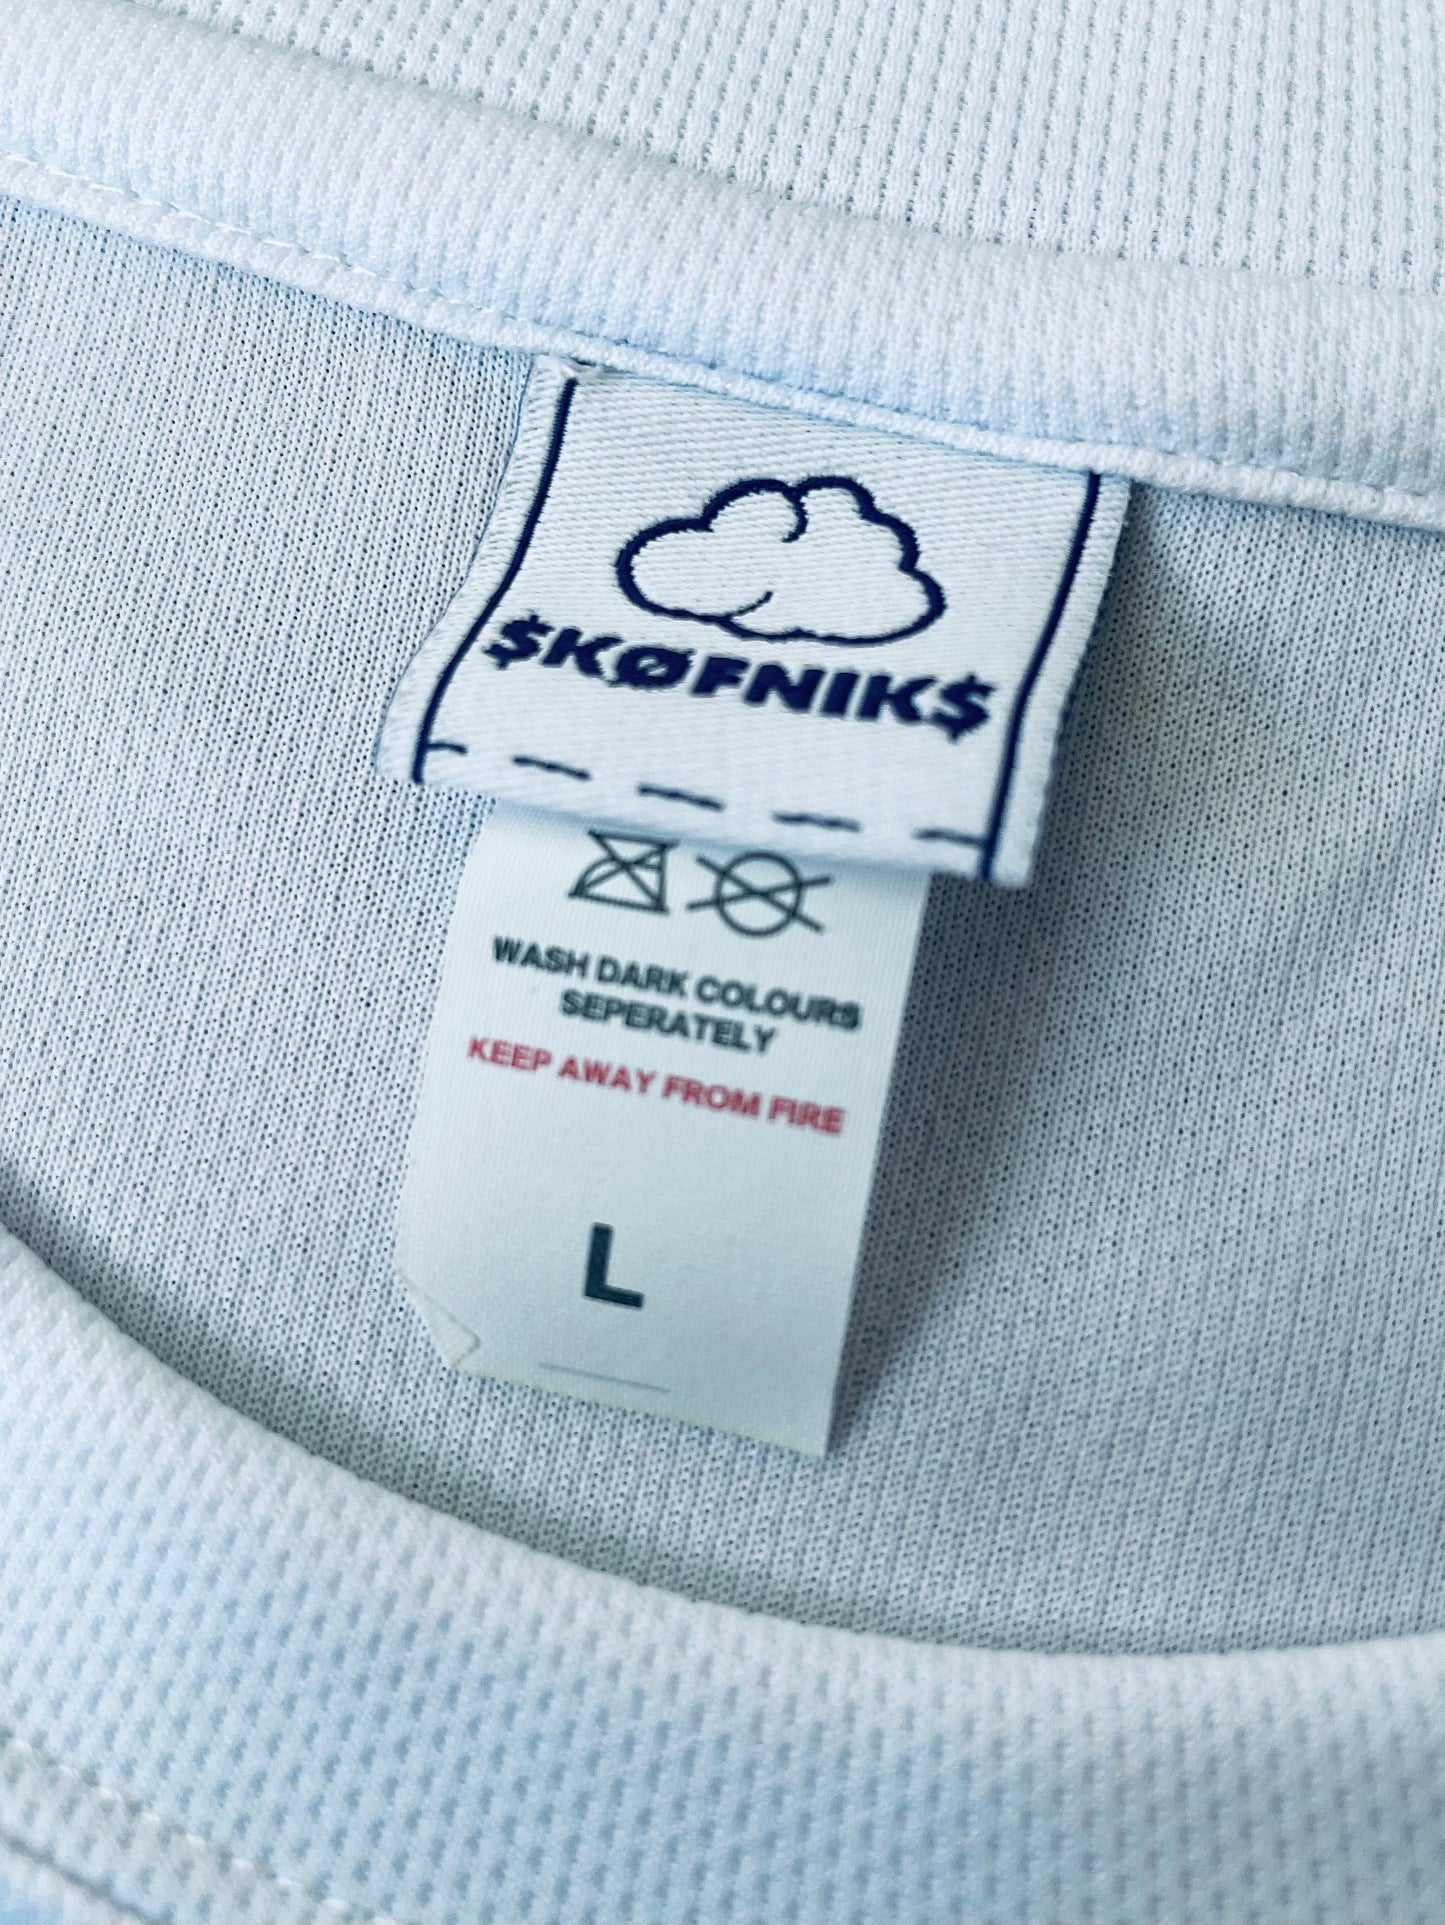 $KØFNIK$
WASH DARK COLOURS
SEPERATELY
KEEP AWAY FROM FIRE
L